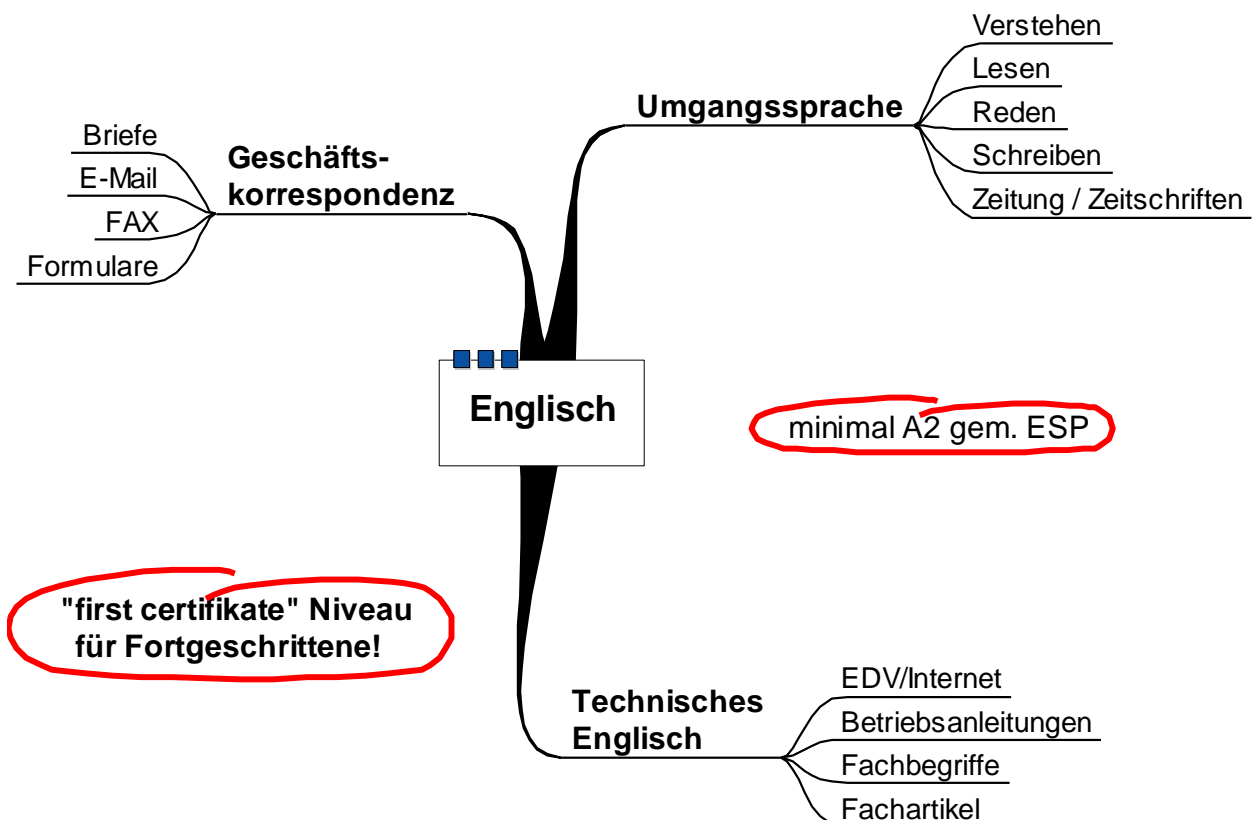 Verstehen
Lesen
Reden
Schreiben
Zeitung / Zeitschriften
Umgangssprache
Briefe
E-Mail
FAX
Formulare
Geschäfts-
korrespondenz
Englisch
minimal A2 gem. ESP
"first certifikate" Niveau
für Fortgeschrittene!
Technisches
Englisch
EDV/Internet
Betriebsanleitungen
Fachbegriffe
Fachartikel